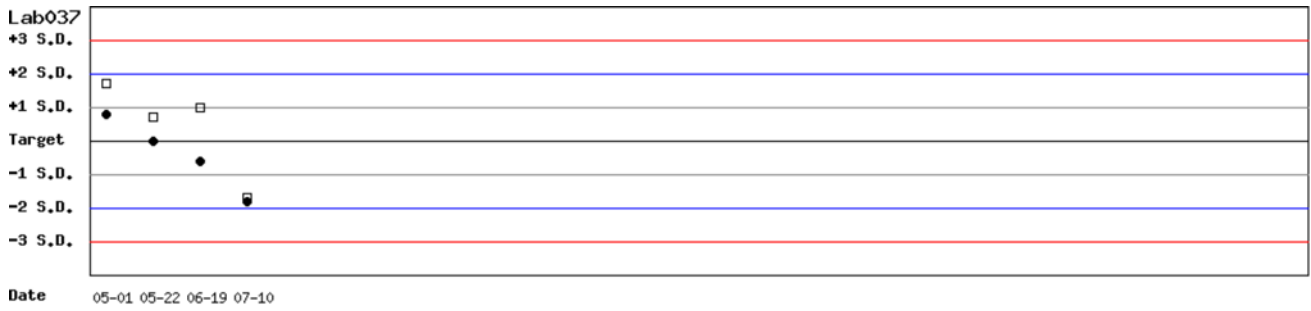 Lab037
+3 S.D.
+2 S.D.
+1 S.D.
Target
-1 S.D.
-2 S.D.
-3 S.D.
Date 05-01 05-22 06-19 07-10